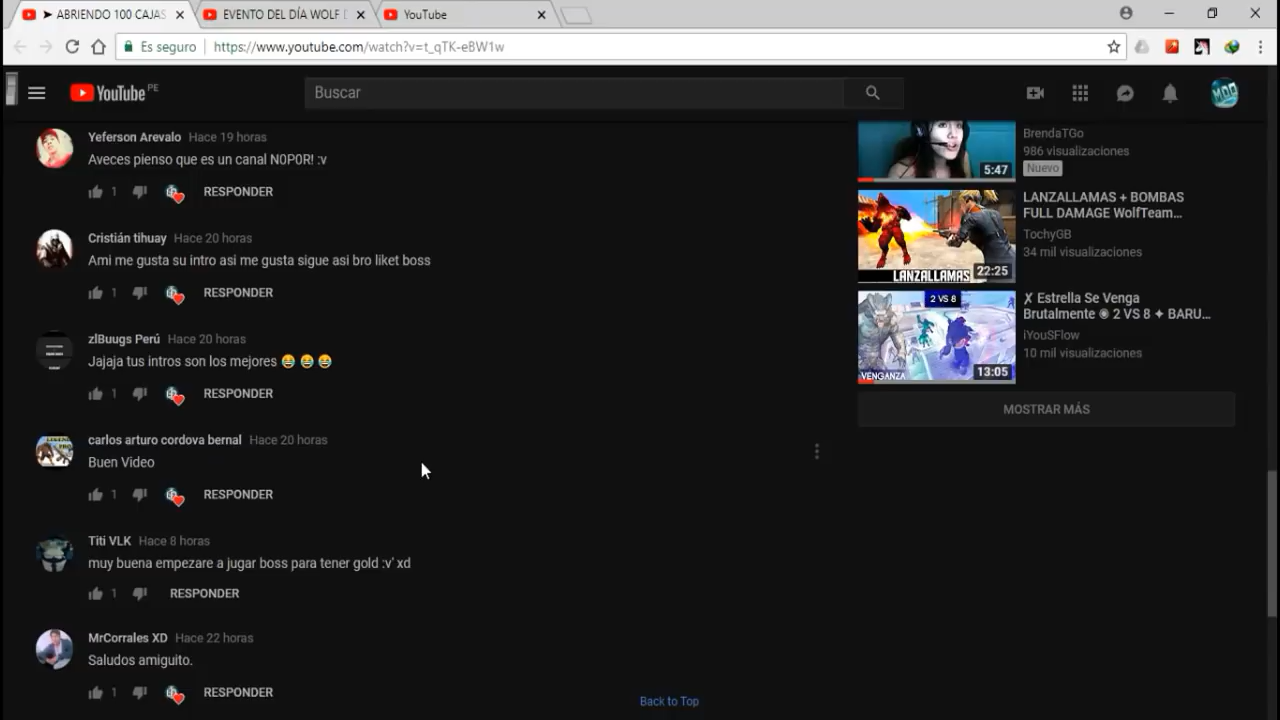 ➤ ABRIENDO 100 CAJAS
EVENTO DEL DÍA WOLF
YouTube
Es seguro
https://www.youtube.com/watch?v=t_qTK-eBW1w
YouTube PE
Buscar
MOD
Yeferson Arevalo Hace 19 horas
Aveces pienso que es un canal N0P0R! :v
1 RESPONDER
Cristián tihuay Hace 20 horas
Ami me gusta su intro asi me gusta sigue asi bro liket boss
1 RESPONDER
zlBuugs Perú Hace 20 horas
Jajaja tus intros son los mejores 😂 😂 😂
1 RESPONDER
carlos arturo cordova bernal Hace 20 horas
Buen Video
1 RESPONDER
Titi VLK Hace 8 horas
muy buena empezare a jugar boss para tener gold :v' xd
1 RESPONDER
MrCorrales XD Hace 22 horas
Saludos amiguito.
1 RESPONDER
5:47
BrendaTGo
986 visualizaciones
Nuevo
LANZALLAMAS
22:25
LANZALLAMAS + BOMBAS
FULL DAMAGE WolfTeam...
TochyGB
34 mil visualizaciones
2 VS 8
VENGANZA
13:05
✗ Estrella Se Venga
Brutalmente ◉ 2 VS 8 ✦ BARU...
iYouSFlow
10 mil visualizaciones
MOSTRAR MÁS
Back to Top